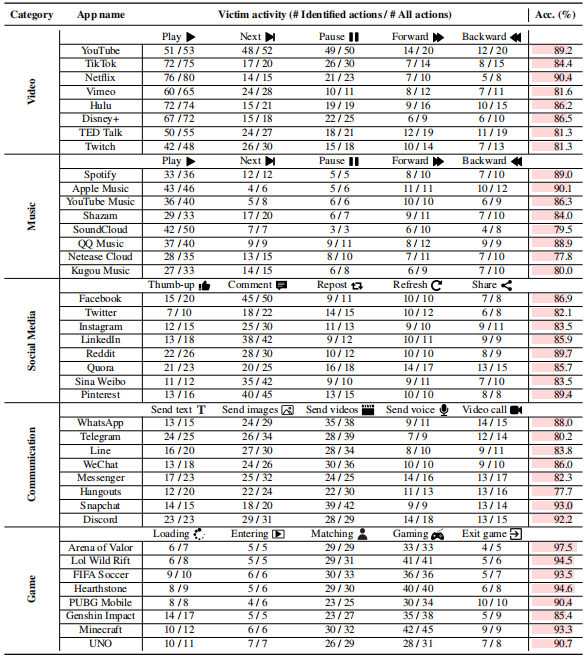 Category App name Victim activity (# Identified actions / # All actions) Acc. (%)
Video
Play Next Pause Forward Backward
YouTube 51 / 53 48 / 52 49 / 50 14 / 20 12 / 20 89.2
TikTok 72 / 75 17 / 20 26 / 30 7 / 14 8 / 15 84.4
Netflix 76 / 80 14 / 15 21 / 23 7 / 10 5 / 8 90.4
Vimeo 60 / 65 24 / 28 10 / 11 8 / 12 7 / 11 81.6
Hulu 72 / 74 15 / 21 19 / 19 9 / 16 10 / 15 86.2
Disney+ 67 / 72 15 / 18 22 / 25 6 / 9 6 / 10 86.5
TED Talk 50 / 55 24 / 27 18 / 21 12 / 19 11 / 19 81.3
Twitch 42 / 48 26 / 30 15 / 18 10 / 14 7 / 13 81.3
Music
Play Next Pause Forward Backward
Spotify 33 / 36 12 / 12 5 / 5 8 / 10 7 / 10 89.0
Apple Music 43 / 46 4 / 6 5 / 6 11 / 11 10 / 12 90.1
YouTube Music 36 / 40 5 / 8 6 / 6 10 / 10 6 / 9 86.3
Shazam 29 / 33 17 / 20 6 / 7 9 / 11 7 / 10 84.0
SoundCloud 42 / 50 7 / 7 3 / 3 6 / 10 4 / 8 79.5
QQ Music 37 / 40 9 / 9 9 / 11 8 / 12 9 / 9 88.9
Netease Cloud 28 / 35 13 / 15 8 / 10 7 / 11 7 / 10 77.8
Kugou Music 27 / 33 14 / 15 6 / 8 6 / 9 7 / 10 80.0
Social Media
Thumb-up Comment Repost Refresh Share
Facebook 15 / 20 45 / 50 9 / 11 10 / 10 7 / 8 86.9
Twitter 7 / 10 18 / 22 14 / 15 10 / 12 6 / 8 82.1
Instagram 12 / 15 25 / 30 11 / 13 9 / 10 9 / 11 83.5
LinkedIn 13 / 18 38 / 42 9 / 12 10 / 11 9 / 9 85.9
Reddit 22 / 26 28 / 30 10 / 12 10 / 10 8 / 9 89.7
Quora 21 / 23 20 / 25 16 / 18 14 / 17 13 / 15 85.7
Sina Weibo 11 / 12 35 / 42 9 / 10 9 / 11 7 / 10 83.5
Pinterest 13 / 16 40 / 45 13 / 15 10 / 10 8 / 8 89.4
Communication
Send text T Send images Send videos Send voice Video call
WhatsApp 13 / 15 24 / 29 35 / 38 9 / 11 14 / 15 88.0
Telegram 24 / 25 26 / 34 28 / 39 7 / 9 12 / 14 80.2
Line 16 / 20 27 / 30 28 / 34 8 / 10 9 / 11 83.8
WeChat 13 / 18 24 / 26 30 / 36 10 / 10 9 / 10 86.0
Messenger 17 / 23 25 / 32 24 / 25 14 / 16 13 / 17 82.3
Hangouts 12 / 20 22 / 24 22 / 30 11 / 13 13 / 16 77.7
Snapchat 14 / 15 18 / 20 39 / 42 9 / 9 13 / 14 93.0
Discord 23 / 23 29 / 31 28 / 29 14 / 18 13 / 15 92.2
Game
Loading Entering Matching Gaming Exit game
Arena of Valor 6 / 7 5 / 5 29 / 29 33 / 33 4 / 5 97.5
Lol Wild Rift 6 / 8 5 / 5 29 / 31 41 / 41 5 / 6 94.5
FIFA Soccer 9 / 10 6 / 6 30 / 33 36 / 36 5 / 7 93.5
Hearthstone 8 / 9 5 / 6 29 / 30 40 / 40 6 / 8 94.6
PUBG Mobile 8 / 8 4 / 6 23 / 25 30 / 34 10 / 10 90.4
Genshin Impact 14 / 17 5 / 5 23 / 27 35 / 38 5 / 9 85.4
Minecraft 10 / 12 6 / 6 30 / 32 42 / 45 9 / 9 93.3
UNO 10 / 11 7 / 7 26 / 29 28 / 31 7 / 8 90.7